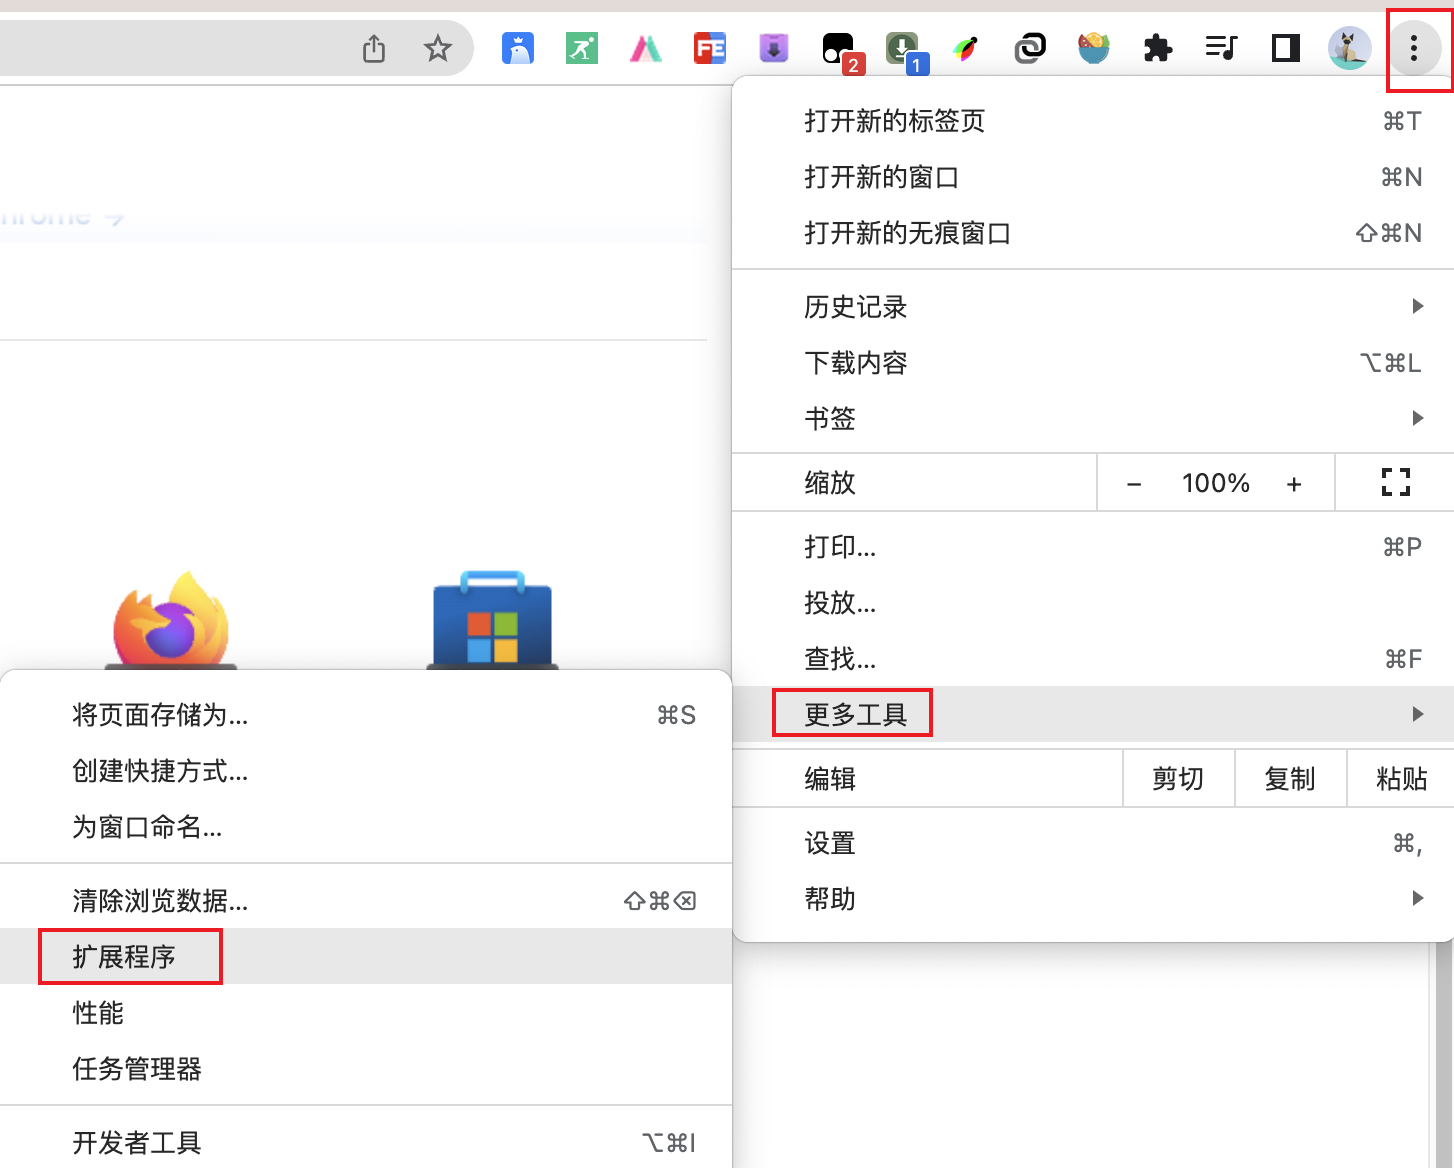 FE
2
1
打开新的标签页 ⌘T
打开新的窗口 ⌘N
打开新的无痕窗口 ⇧⌘N
历史记录
下载内容 ⌥⌘L
书签
缩放 − 100% +
打印... ⌘P
投放...
查找... ⌘F
更多工具
编辑 剪切 复制 粘贴
设置 ⌘,
帮助
将页面存储为... ⌘S
创建快捷方式...
为窗口命名...
清除浏览数据... ⇧⌘⌫
扩展程序
性能
任务管理器
开发者工具 ⌥⌘I